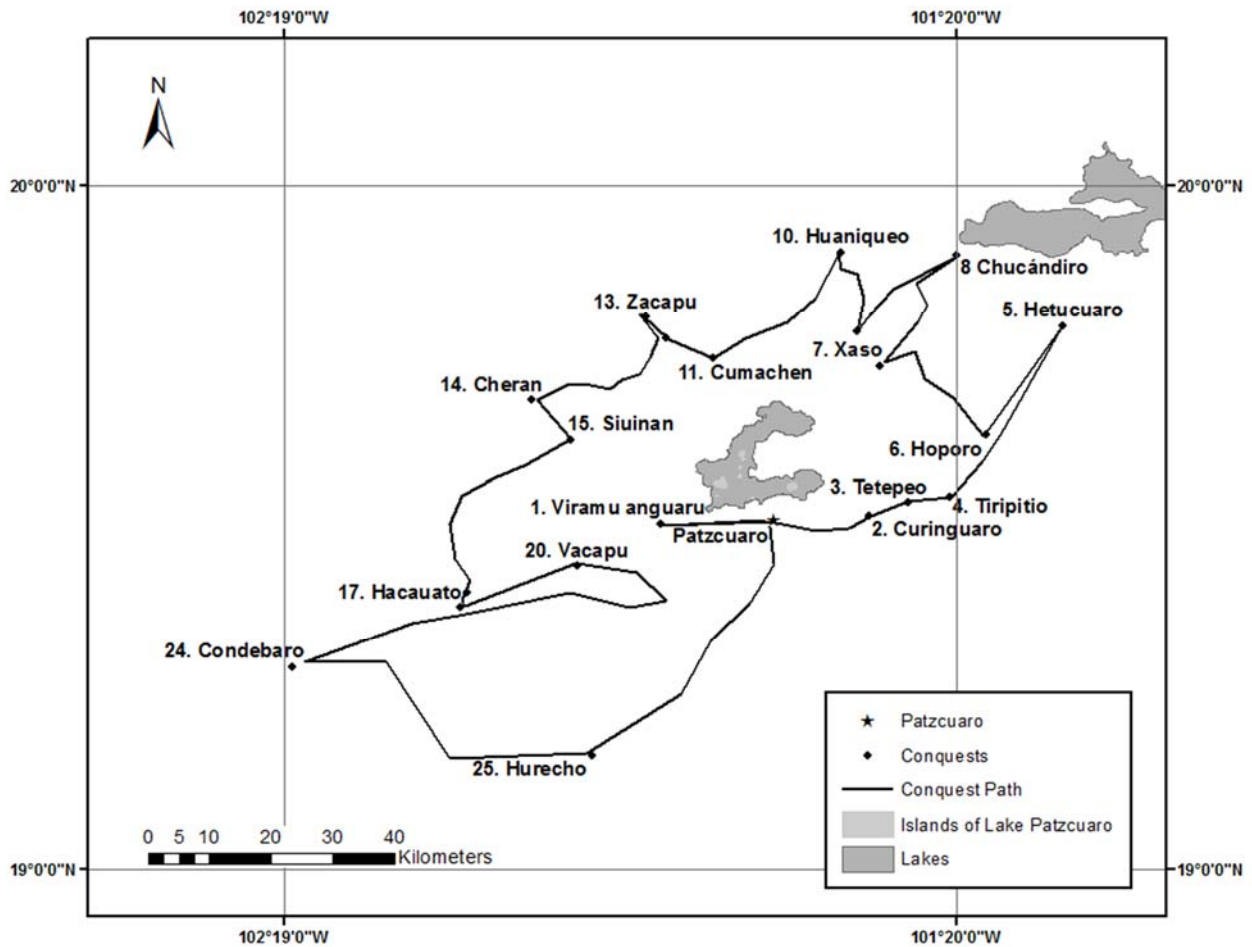 102°19'0"W 101°20'0"W
N
20°0'0"N 20°0'0"N
10. Huaniqueo
8 Chucándiro
13. Zacapu
5. Hetucuaro
7. Xaso
11. Cumachen
14. Cheran
15. Siuinan
6. Hoporo
3. Tetepeo
1. Viramu anguaru
4. Tiripitio
2. Curinguaro
Patzcuaro
20. Vacapu
17. Hacauato
24. Condebaro
25. Hurecho
Patzcuaro
Conquests
Conquest Path
Islands of Lake Patzcuaro
Lakes
0 5 10 20 30 40
Kilometers
19°0'0"N 19°0'0"N
102°19'0"W 101°20'0"W